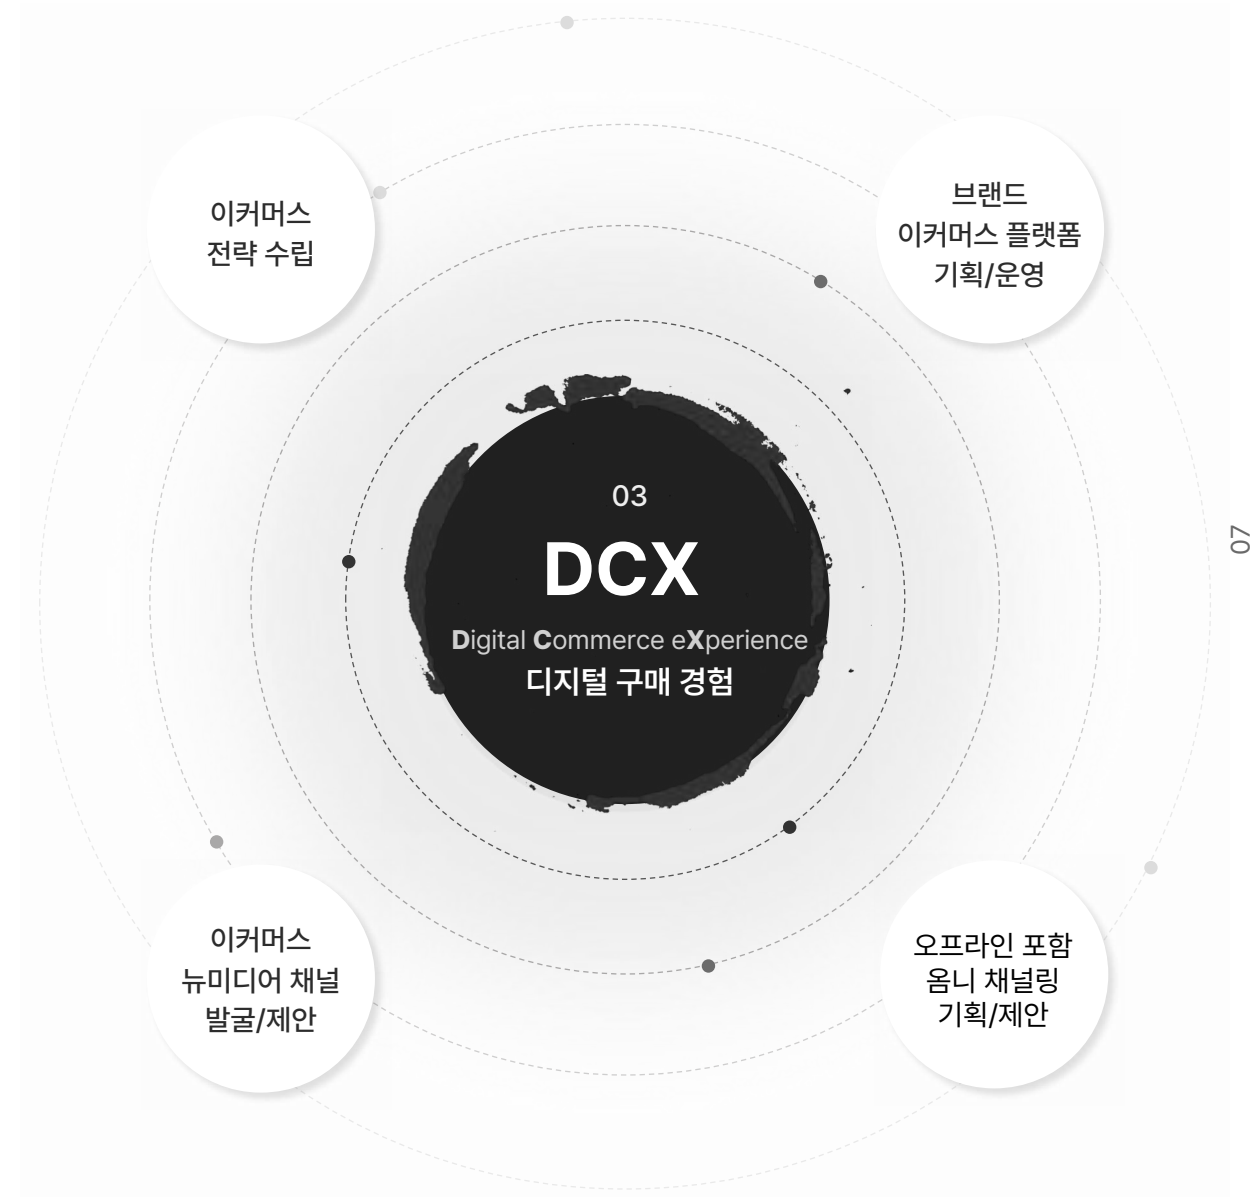 이커머스
전략 수립
브랜드
이커머스 플랫폼
기획/운영
03
DCX
Digital Commerce eXperience
디지털 구매 경험
이커머스
뉴미디어 채널
발굴/제안
오프라인 포함
옴니 채널링
기획/제안
07